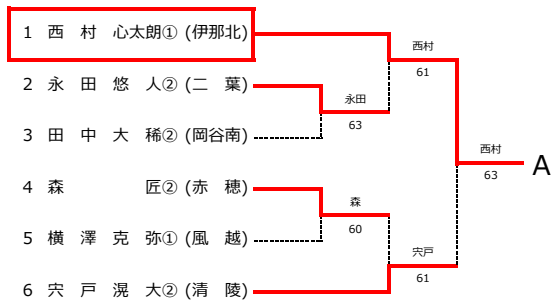 1 西 村 心太朗① (伊那北)
西村
61
2 永 田 悠 人② (二 葉)
永田
63
3 田 中 大 稀② (岡谷南)
西村
63
A
4 森 匠② (赤 穂)
森
60
5 横 澤 克 弥① (風 越)
宍戸
61
6 宍 戸 滉 大② (清 陵)